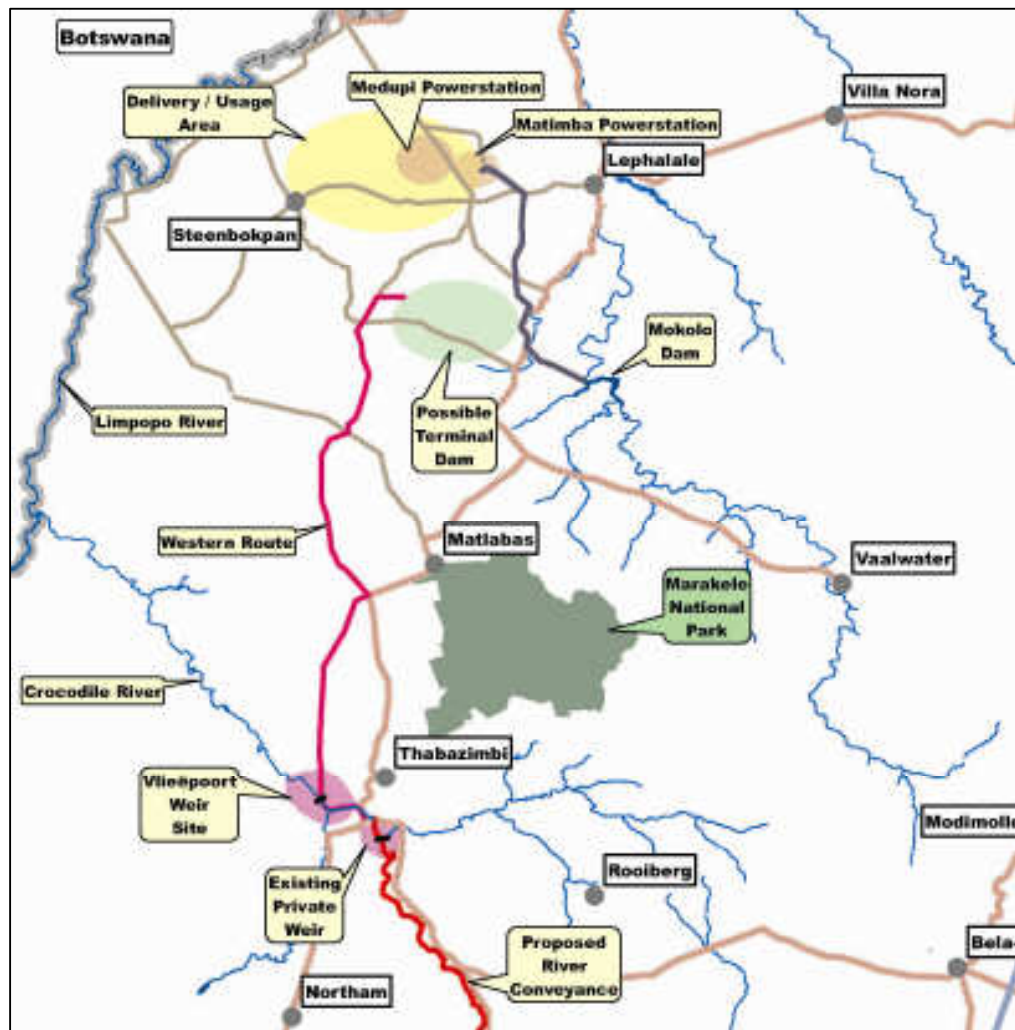 Botswana
Medupi Powerstation
Villa Nora
Delivery / Usage
Area
Matimba Powerstation
Lephalale
Steenbokpan
Mokolo
Dam
Limpopo River
Possible
Terminal
Dam
Western Route
Matlabas
Vaalwater
Marakele
National
Park
Crocodile River
Thabazimbi
Vlieëpoort
Weir
Site
Modimolle
Existing
Private
Weir
Rooiberg
Proposed
River
Conveyance
Bela-
Northam